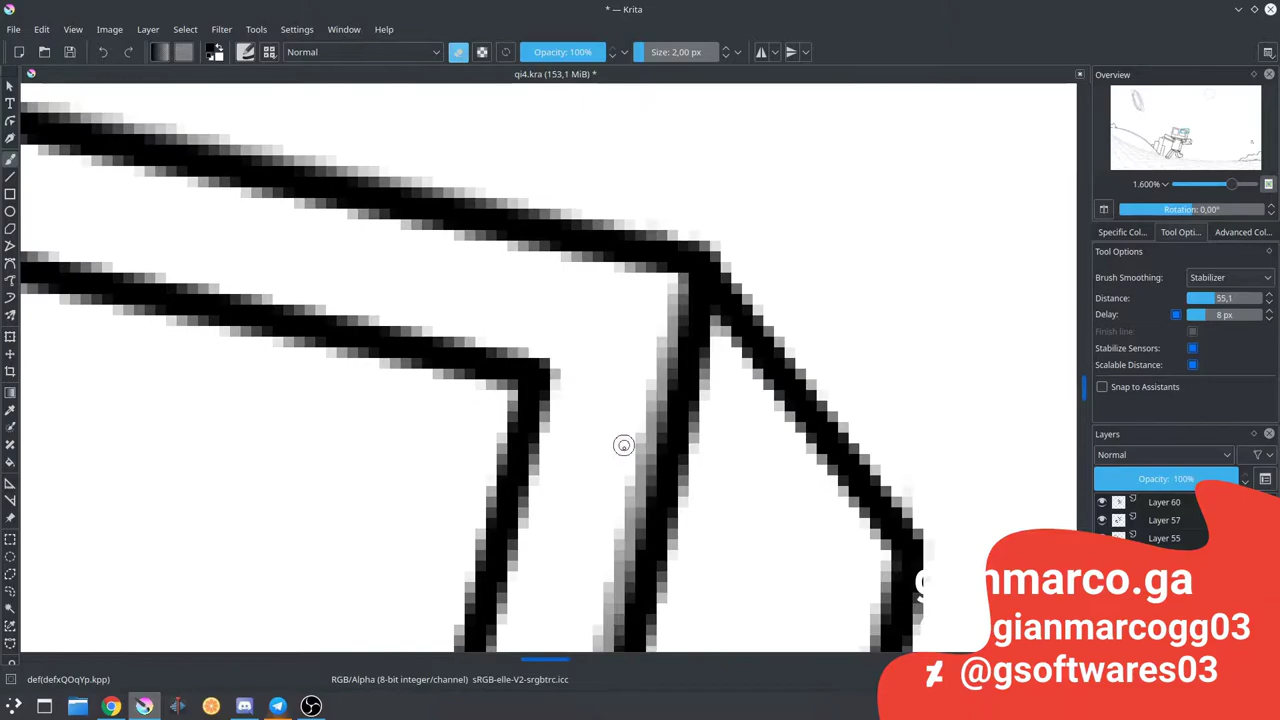 * — Krita
File Edit View Image Layer Select Filter Tools Settings Window Help
Normal Opacity: 100% Size: 2,00 px
qi4.kra (153,1 MiB) *
Overview
1.600%
Rotation: 0,00°
Specific Col... Tool Opti... Advanced Col...
Tool Options
Brush Smoothing: Stabilizer
Distance: 55,1
Delay: 8 px
Finish line:
Stabilize Sensors:
Scalable Distance:
Snap to Assistants
Layers
Normal
Opacity: 100%
Layer 60
Layer 57
Layer 55
gianmarco.ga
gianmarcogg03
@gsoftwares03
def(defxQOqYp.kpp) RGB/Alpha (8-bit integer/channel) sRGB-elle-V2-srgbtrc.icc